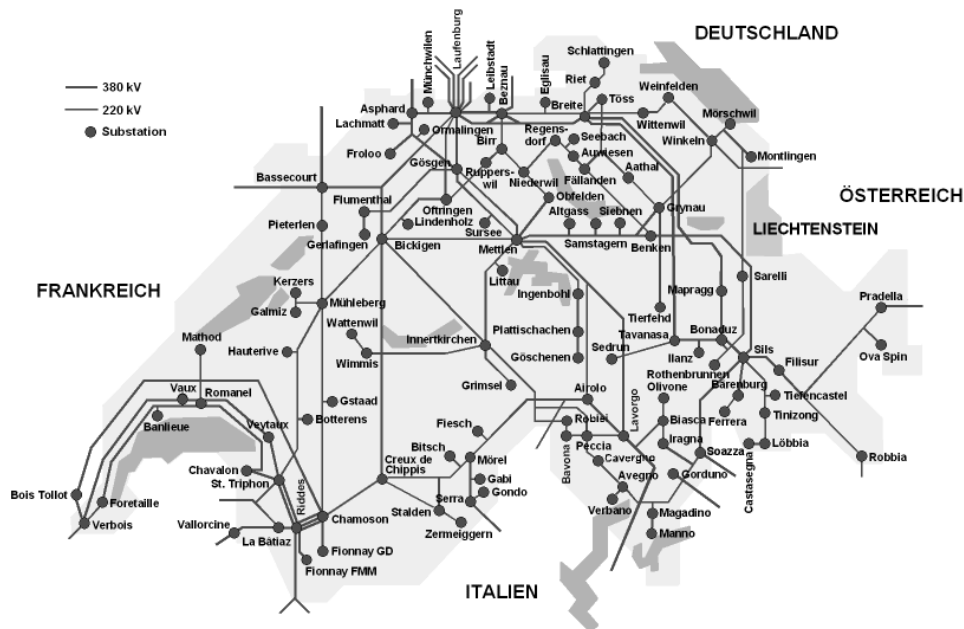 DEUTSCHLAND
Laufenburg
Münchwilen
Leibstadt
Beznau
Eglisau
Schlattingen
Riet
Töss
Weinfelden
380 kV
220 kV
Substation
Asphard
Breite
Mörschwil
Lachmatt
Ormalingen
Wittenwil
Froloo
Birr
Regens-
dorf
Seebach
Winkeln
Montlingen
Gösgen
Auwiesen
Aathal
Bassecourt
Ruppers-
wil
Niederwil
Fällanden
Flumenthal
Obfelden
Grynau
ÖSTERREICH
Oftringen
Lindenholz
Altgass
Siebnen
Pieterlen
Gerlafingen
Bickigen
Sursee
Mettlen
Samstagern
Benken
LIECHTENSTEIN
Littau
Sarelli
FRANKREICH
Kerzers
Galmiz
Mühleberg
Ingenbohl
Mapragg
Pradella
Wattenwil
Plattischachen
Tierfehd
Tavanasa
Bonaduz
Mathod
Hauterive
Wimmis
Innertkirchen
Göschenen
Sedrun
Ilanz
Sils
Filisur
Ova Spin
Rothenbrunnen
Vaux
Romanel
Gstaad
Grimsel
Airolo
Olivone
Bärenburg
Tiefencastel
Banlieue
Veytaux
Botterens
Fiesch
Robiei
Lavorgo
Biasca
Ferrera
Tinizong
Bitsch
Iragna
Löbbia
Chavalon
Creux de
Chippis
Mörel
Bavona
Peccia
Cavergno
Soazza
Castasegna
Robbia
St. Triphon
Riddes
Gabi
Avegno
Gorduno
Bois Tollot
Foretaille
Serra
Gondo
Verbois
Vallorcine
Chamoson
Stalden
Verbano
Magadino
La Bâtiaz
Zermeiggern
Manno
Fionnay GD
Fionnay FMM
ITALIEN